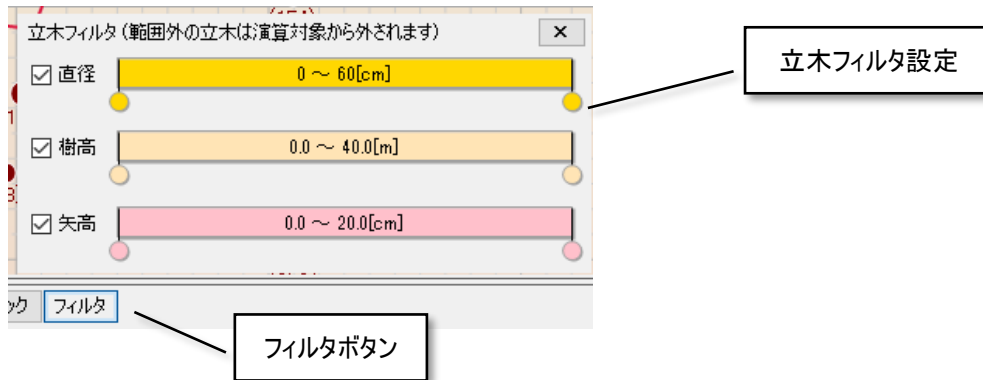 立木フィルタ (範囲外の立木は演算対象から外されます)
立木フィルタ設定
直径
0 ～ 60[cm]
樹高
0.0 ～ 40.0[m]
矢高
0.0 ～ 20.0[cm]
フィルタ
フィルタボタン